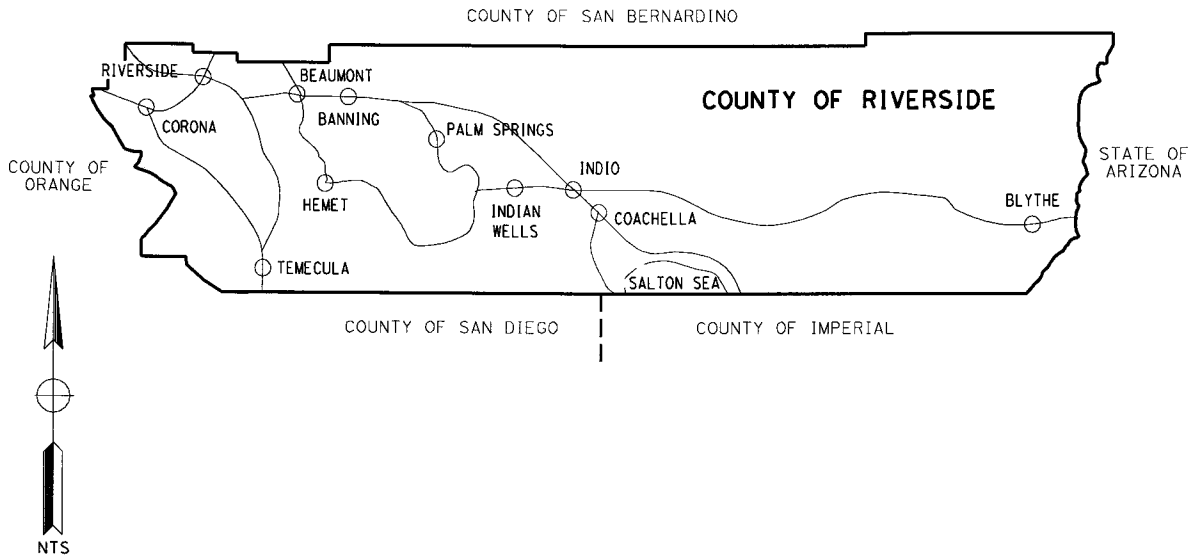 COUNTY OF SAN BERNARDINO
RIVERSIDE
BEAUMONT
COUNTY OF RIVERSIDE
CORONA
BANNING
PALM SPRINGS
STATE OF
ARIZONA
COUNTY OF
ORANGE
INDIO
HEMET
INDIAN
WELLS
COACHELLA
BLYTHE
TEMECULA
SALTON SEA
COUNTY OF SAN DIEGO
COUNTY OF IMPERIAL
NTS